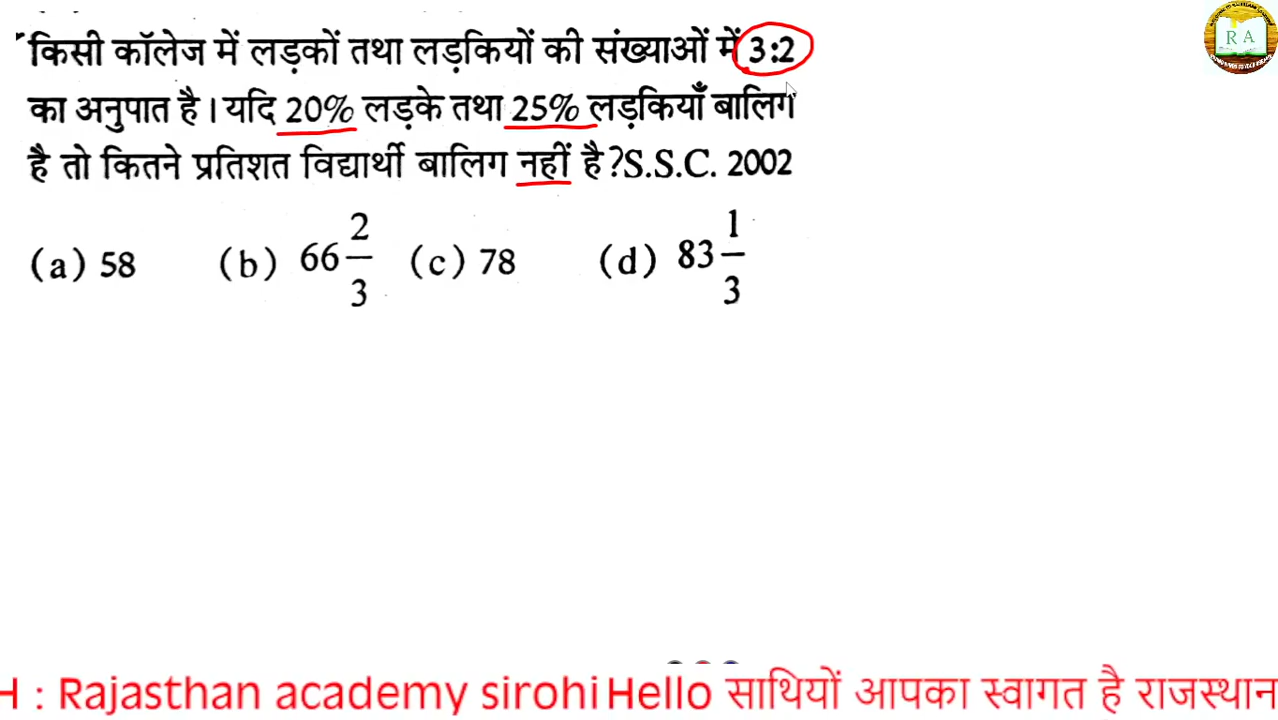 किसी कॉलेज में लड़कों तथा लड़कियों की संख्याओं में 3:2
का अनुपात है। यदि 20% लड़के तथा 25% लड़कियाँ बालिग
है तो कितने प्रतिशत विद्यार्थी बालिग नहीं है?S.S.C. 2002
(a) 58 (b) 66 2/3 (c) 78 (d) 83 1/3
RA
H : Rajasthan academy sirohi Hello साथियों आपका स्वागत है राजस्थान